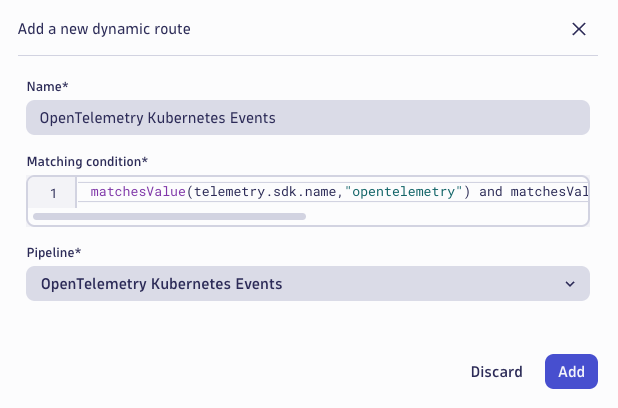 Add a new dynamic route
Name*
OpenTelemetry Kubernetes Events
Matching condition*
1 matchesValue(telemetry.sdk.name,"opentelemetry") and matchesVal
Pipeline*
OpenTelemetry Kubernetes Events
Discard Add